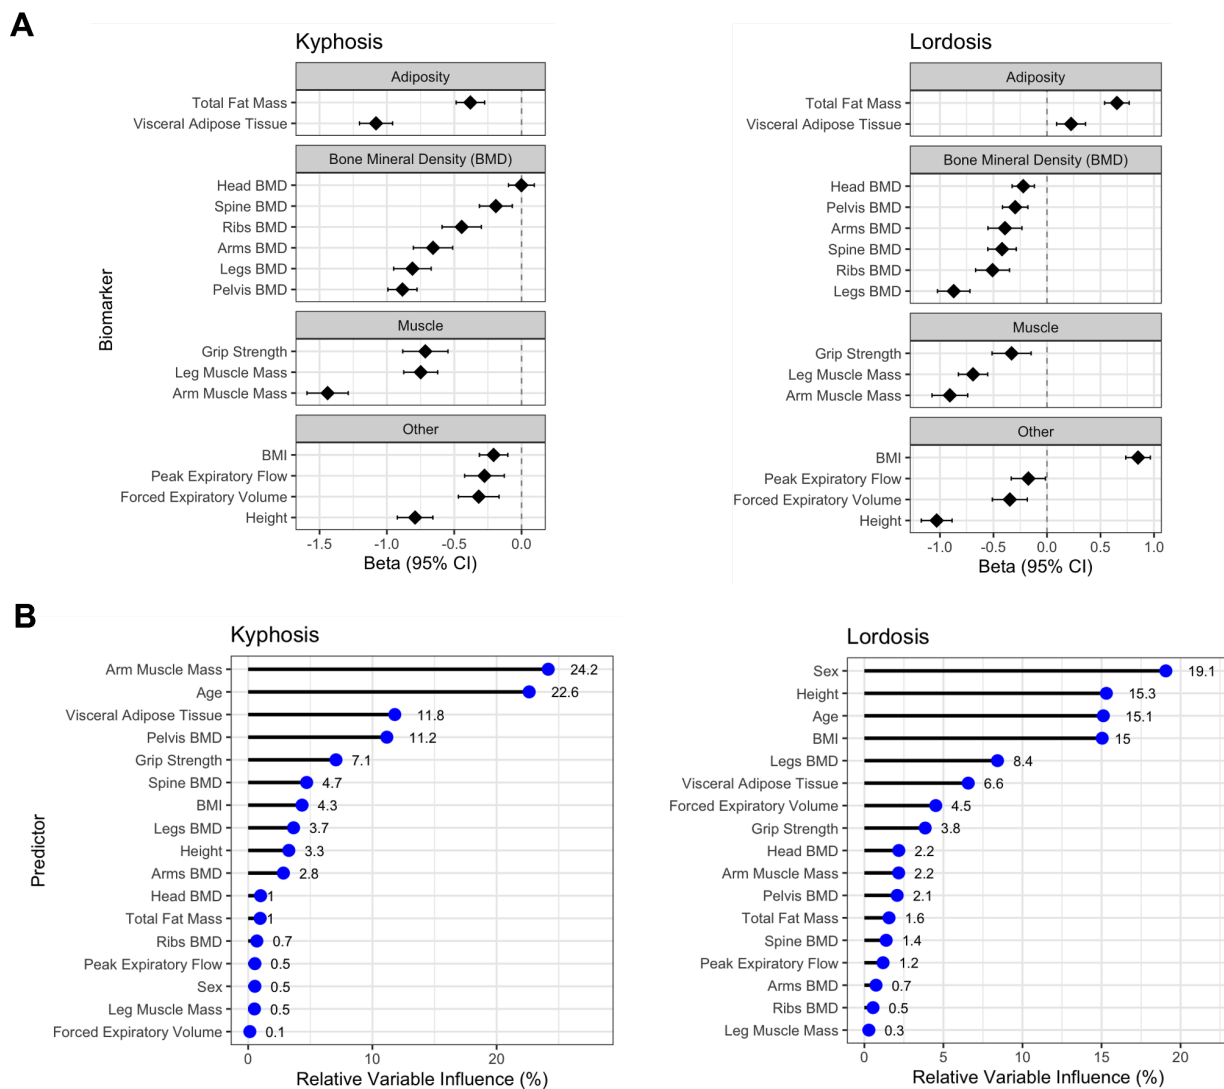 A
Kyphosis
Adiposity
Total Fat Mass
Visceral Adipose Tissue
Bone Mineral Density (BMD)
Head BMD
Spine BMD
Ribs BMD
Arms BMD
Legs BMD
Pelvis BMD
Muscle
Grip Strength
Leg Muscle Mass
Arm Muscle Mass
Other
BMI
Peak Expiratory Flow
Forced Expiratory Volume
Height
-1.5 -1.0 -0.5 0.0
Beta (95% CI)
Biomarker
Lordosis
Adiposity
Total Fat Mass
Visceral Adipose Tissue
Bone Mineral Density (BMD)
Head BMD
Pelvis BMD
Arms BMD
Spine BMD
Ribs BMD
Legs BMD
Muscle
Grip Strength
Leg Muscle Mass
Arm Muscle Mass
Other
BMI
Peak Expiratory Flow
Forced Expiratory Volume
Height
-1.0 -0.5 0.0 0.5 1.0
Beta (95% CI)
B
Kyphosis
Arm Muscle Mass 24.2
Age 22.6
Visceral Adipose Tissue 11.8
Pelvis BMD 11.2
Grip Strength 7.1
Spine BMD 4.7
BMI 4.3
Legs BMD 3.7
Height 3.3
Arms BMD 2.8
Head BMD 1
Total Fat Mass 1
Ribs BMD 0.7
Peak Expiratory Flow 0.5
Sex 0.5
Leg Muscle Mass 0.5
Forced Expiratory Volume 0.1
0 10 20
Relative Variable Influence (%)
Predictor
Lordosis
Sex 19.1
Height 15.3
Age 15.1
BMI 15
Legs BMD 8.4
Visceral Adipose Tissue 6.6
Forced Expiratory Volume 4.5
Grip Strength 3.8
Head BMD 2.2
Arm Muscle Mass 2.2
Pelvis BMD 2.1
Total Fat Mass 1.6
Spine BMD 1.4
Peak Expiratory Flow 1.2
Arms BMD 0.7
Ribs BMD 0.5
Leg Muscle Mass 0.3
0 5 10 15 20
Relative Variable Influence (%)